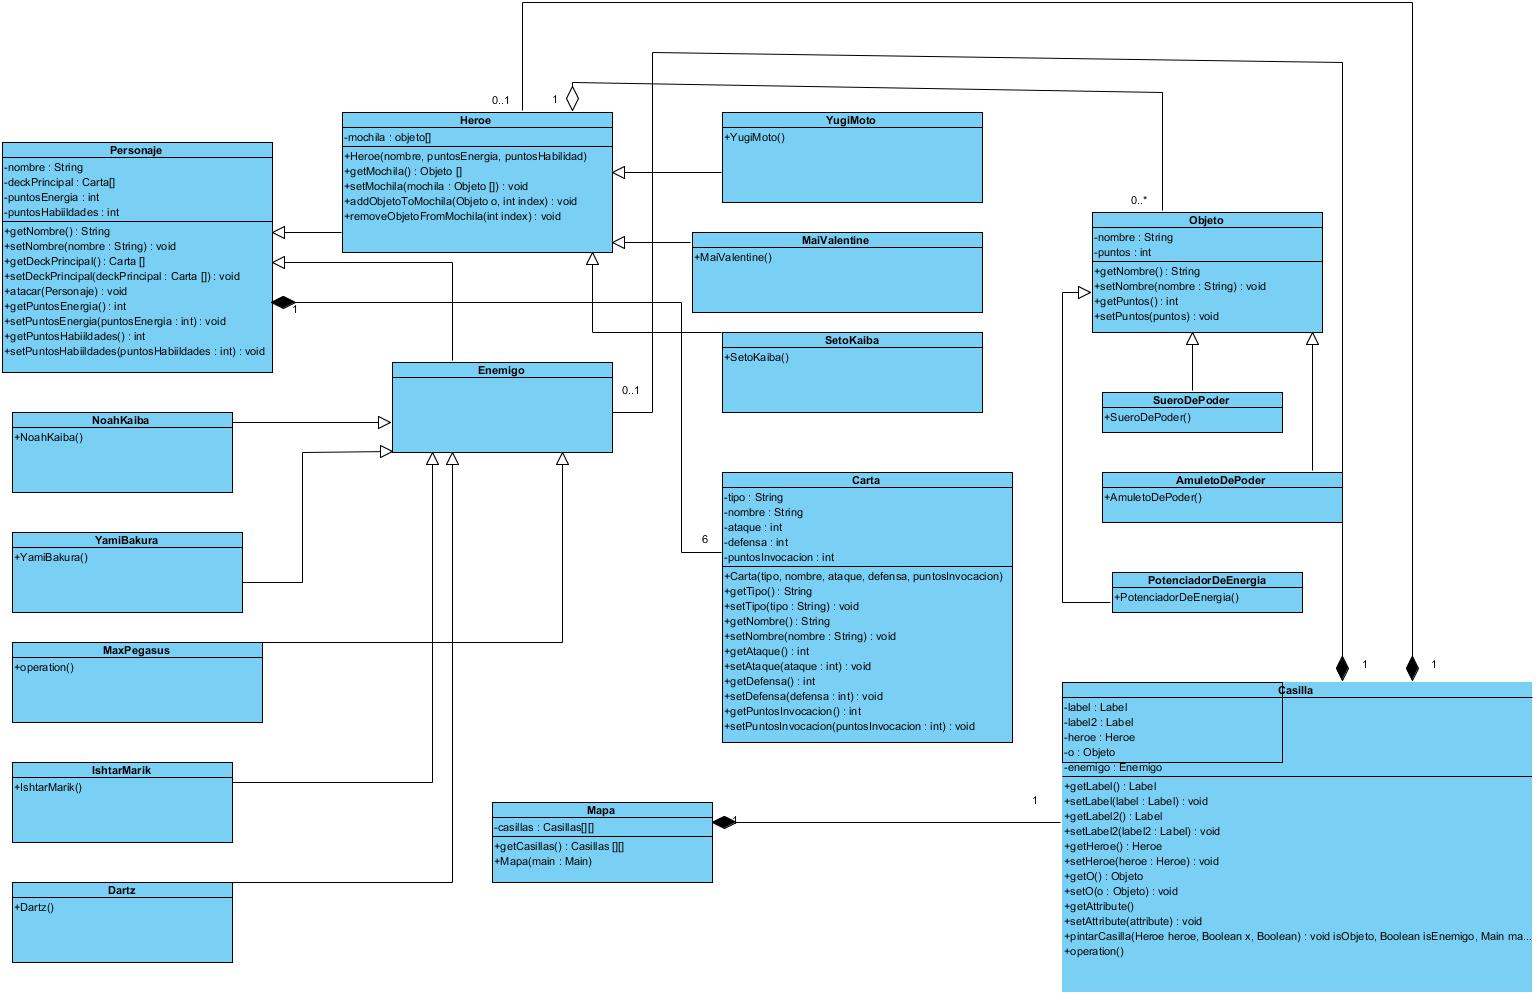 0..1
1
Heroe
-mochila : objeto[]
+Heroe(nombre, puntosEnergia, puntosHabilidad)
+getMochila() : Objeto []
+setMochila(mochila : Objeto []) : void
+addObjetoToMochila(Objeto o, int index) : void
+removeObjetoFromMochila(int index) : void
YugiMoto
+YugiMoto()
Personaje
-nombre : String
-deckPrincipal : Carta[]
-puntosEnergia : int
-puntosHabiildades : int
+getNombre() : String
+setNombre(nombre : String) : void
+getDeckPrincipal() : Carta []
+setDeckPrincipal(deckPrincipal : Carta []) : void
+atacar(Personaje) : void
+getPuntosEnergia() : int
+setPuntosEnergia(puntosEnergia : int) : void
+getPuntosHabiildades() : int
+setPuntosHabiildades(puntosHabiildades : int) : void
1
MaiValentine
+MaiValentine()
0..*
Objeto
-nombre : String
-puntos : int
+getNombre() : String
+setNombre(nombre : String) : void
+getPuntos() : int
+setPuntos(puntos) : void
SetoKaiba
+SetoKaiba()
Enemigo
0..1
SueroDePoder
+SueroDePoder()
NoahKaiba
+NoahKaiba()
AmuletoDePoder
+AmuletoDePoder()
YamiBakura
+YamiBakura()
6
Carta
-tipo : String
-nombre : String
-ataque : int
-defensa : int
-puntosInvocacion : int
+Carta(tipo, nombre, ataque, defensa, puntosInvocacion)
+getTipo() : String
+setTipo(tipo : String) : void
+getNombre() : String
+setNombre(nombre : String) : void
+getAtaque() : int
+setAtaque(ataque : int) : void
+getDefensa() : int
+setDefensa(defensa : int) : void
+getPuntosInvocacion() : int
+setPuntosInvocacion(puntosInvocacion : int) : void
PotenciadorDeEnergia
+PotenciadorDeEnergia()
MaxPegasus
+operation()
1
1
Casilla
-label : Label
-label2 : Label
-heroe : Heroe
-o : Objeto
-enemigo : Enemigo
+getLabel() : Label
+setLabel(label : Label) : void
+getLabel2() : Label
+setLabel2(label2 : Label) : void
+getHeroe() : Heroe
+setHeroe(heroe : Heroe) : void
+getO() : Objeto
+setO(o : Objeto) : void
+getAttribute()
+setAttribute(attribute) : void
+pintarCasilla(Heroe heroe, Boolean x, Boolean) : void isObjeto, Boolean isEnemigo, Main ma...
+operation()
IshtarMarik
+IshtarMarik()
Mapa
-casillas : Casillas[][]
+getCasillas() : Casillas [][]
+Mapa(main : Main)
1
1
Dartz
+Dartz()